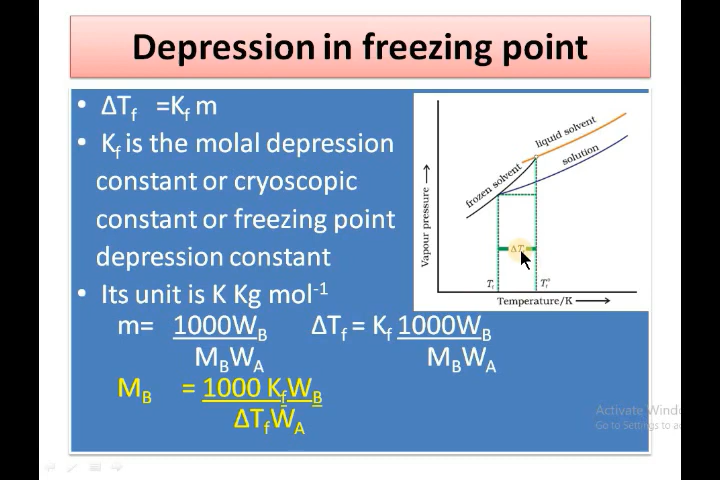 Depression in freezing point
• ΔT_f =K_f m
• K_f is the molal depression
constant or cryoscopic
constant or freezing point
depression constant
• Its unit is K Kg mol⁻¹
m= 1000W_B ΔT_f = K_f 1000W_B
M_BW_A M_BW_A
M_B = 1000 K_fW_B
ΔT_fW_A
liquid solvent
frozen solvent
solution
Vapour pressure →
ΔT
T_f T_f°
Temperature/K →
Activate Windo
Go to Settings to a